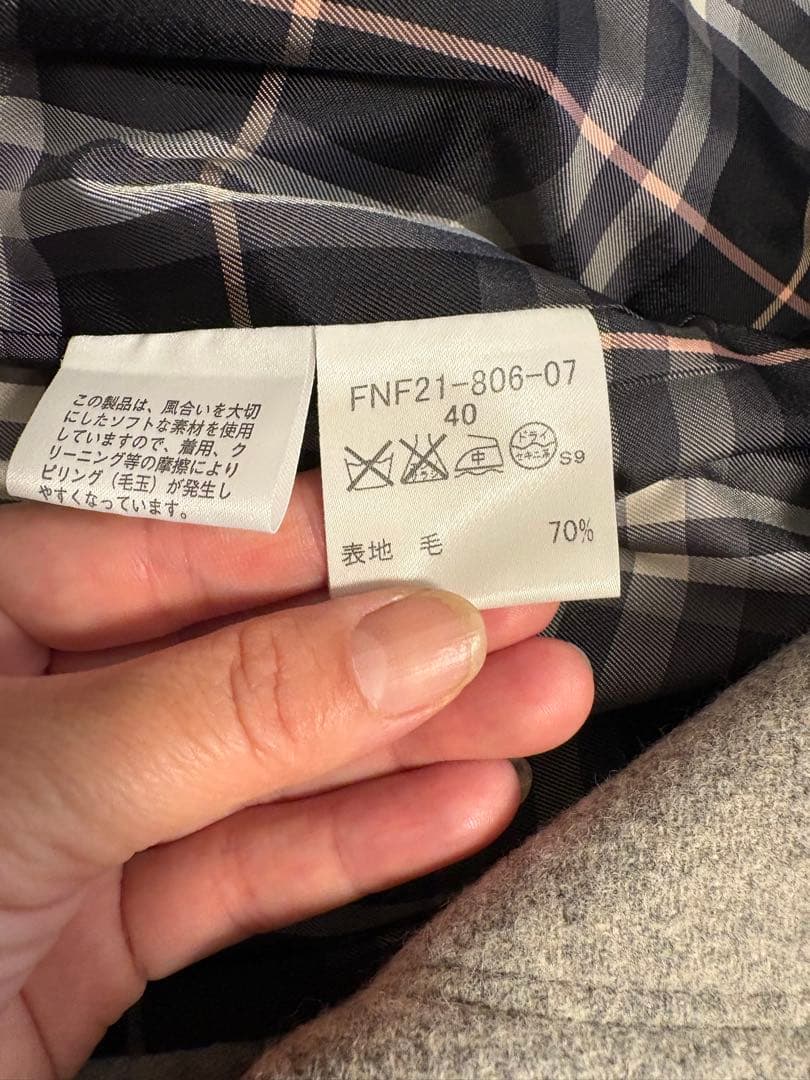 この製品は、風合いを大切
にしたソフトな素材を使用
していますので、着用、ク
リーニング等の摩擦により
ピリング（毛玉）が発生し
やすくなっています。
FNF21-806-07
40
中
ドライ
セキユ系
S9
表地 毛 70%